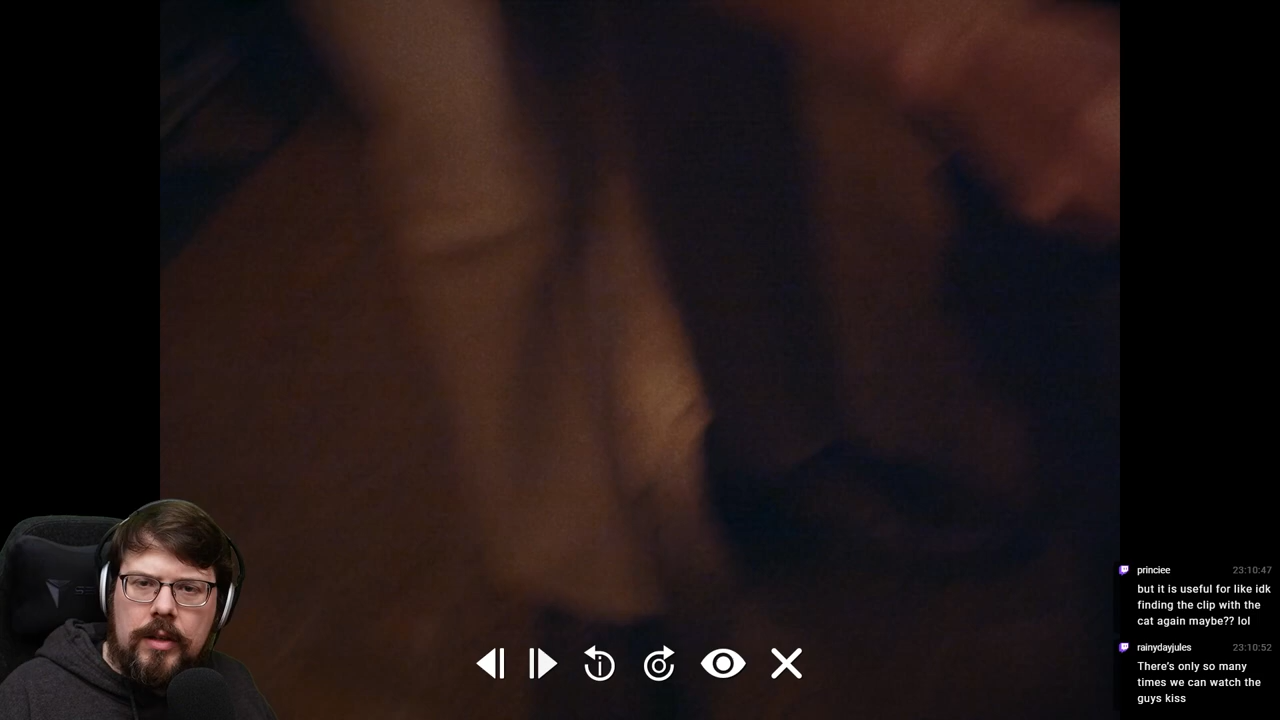 princiee 23:10:47
but it is useful for like idk
finding the clip with the
cat again maybe?? lol
rainydayjules 23:10:52
There's only so many
times we can watch the
guys kiss